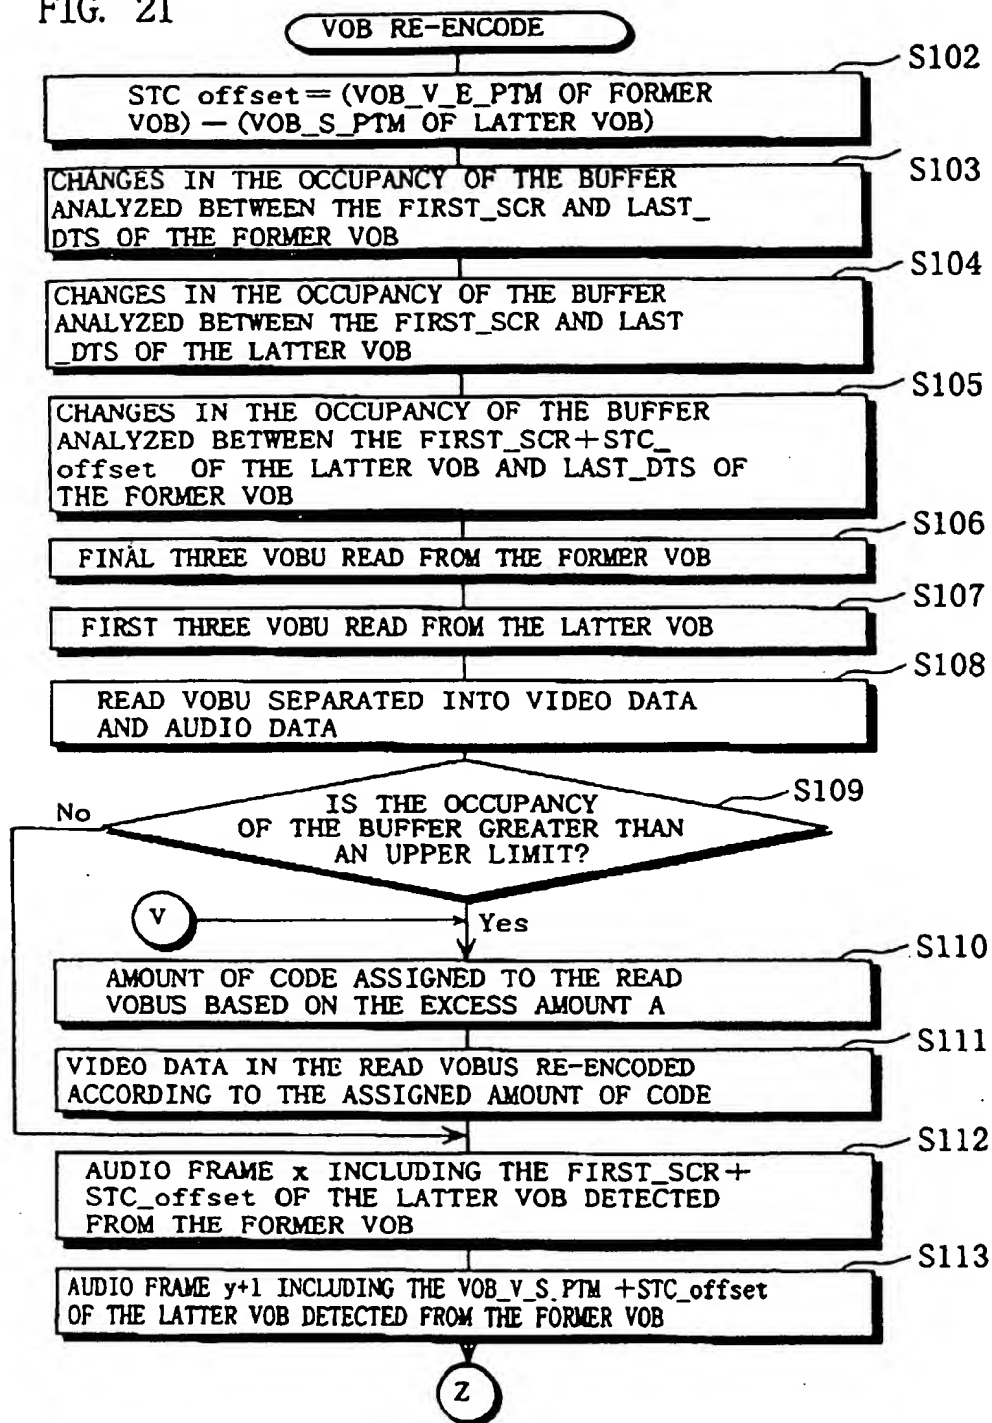 FIG. 21
VOB RE-ENCODE
S102
STC offset=(VOB_V_E_PTM OF FORMER
VOB)-(VOB_S_PTM OF LATTER VOB)
S103
CHANGES IN THE OCCUPANCY OF THE BUFFER
ANALYZED BETWEEN THE FIRST_SCR AND LAST_
DTS OF THE FORMER VOB
S104
CHANGES IN THE OCCUPANCY OF THE BUFFER
ANALYZED BETWEEN THE FIRST_SCR AND LAST
_DTS OF THE LATTER VOB
S105
CHANGES IN THE OCCUPANCY OF THE BUFFER
ANALYZED BETWEEN THE FIRST_SCR+STC_
offset OF THE LATTER VOB AND LAST_DTS OF
THE FORMER VOB
S106
FINAL THREE VOBU READ FROM THE FORMER VOB
S107
FIRST THREE VOBU READ FROM THE LATTER VOB
S108
READ VOBU SEPARATED INTO VIDEO DATA
AND AUDIO DATA
S109
IS THE OCCUPANCY
OF THE BUFFER GREATER THAN
AN UPPER LIMIT?
No
V
Yes
S110
AMOUNT OF CODE ASSIGNED TO THE READ
VOBUS BASED ON THE EXCESS AMOUNT A
S111
VIDEO DATA IN THE READ VOBUS RE-ENCODED
ACCORDING TO THE ASSIGNED AMOUNT OF CODE
S112
AUDIO FRAME x INCLUDING THE FIRST_SCR+
STC_offset OF THE LATTER VOB DETECTED
FROM THE FORMER VOB
S113
AUDIO FRAME y+1 INCLUDING THE VOB_V_S.PTM +STC_offset
OF THE LATTER VOB DETECTED FROM THE FORMER VOB
Z